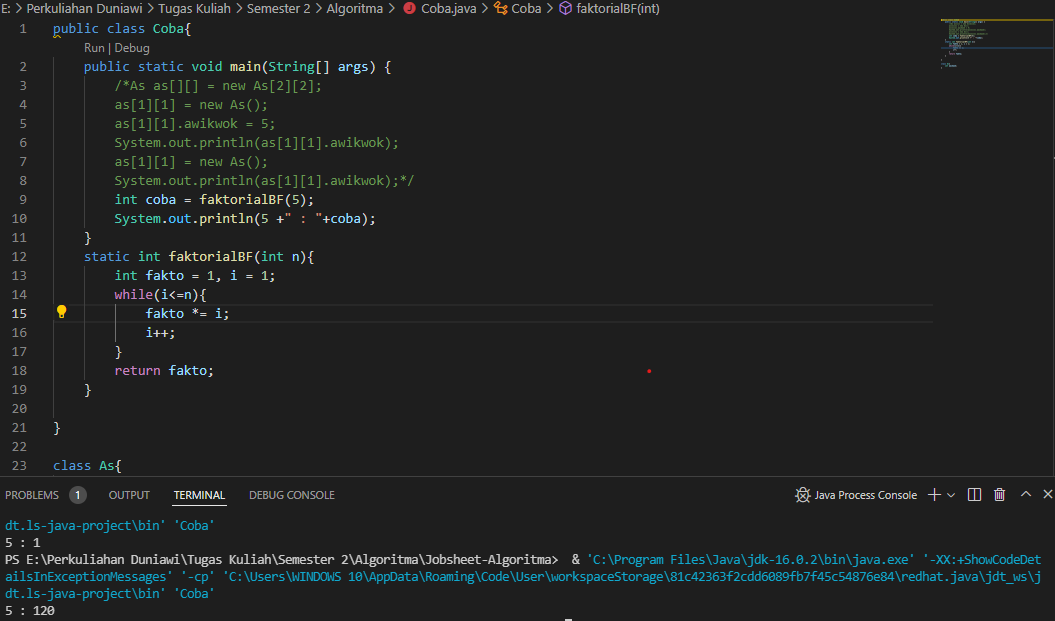 E: > Perkuliahan Duniawi > Tugas Kuliah > Semester 2 > Algoritma > J Coba.java > Coba > faktorialBF(int)
1 public class Coba{
Run | Debug
2 public static void main(String[] args) {
3 /*As as[][] = new As[2][2];
4 as[1][1] = new As();
5 as[1][1].awikwok = 5;
6 System.out.println(as[1][1].awikwok);
7 as[1][1] = new As();
8 System.out.println(as[1][1].awikwok);*/
9 int coba = faktorialBF(5);
10 System.out.println(5 +" : "+coba);
11 }
12 static int faktorialBF(int n){
13 int fakto = 1, i = 1;
14 while(i<=n){
15 fakto *= i;
16 i++;
17 }
18 return fakto;
19 }
20
21 }
22
23 class As{
PROBLEMS 1 OUTPUT TERMINAL DEBUG CONSOLE Java Process Console
dt.ls-java-project\bin' 'Coba'
5 : 1
PS E:\Perkuliahan Duniawi\Tugas Kuliah\Semester 2\Algoritma\Jobsheet-Algoritma> & 'C:\Program Files\Java\jdk-16.0.2\bin\java.exe' '-XX:+ShowCodeDet
ailsInExceptionMessages' '-cp' 'C:\Users\WINDOWS 10\AppData\Roaming\Code\User\workspaceStorage\81c42363f2cdd6089fb7f45c54876e84\redhat.java\jdt_ws\j
dt.ls-java-project\bin' 'Coba'
5 : 120